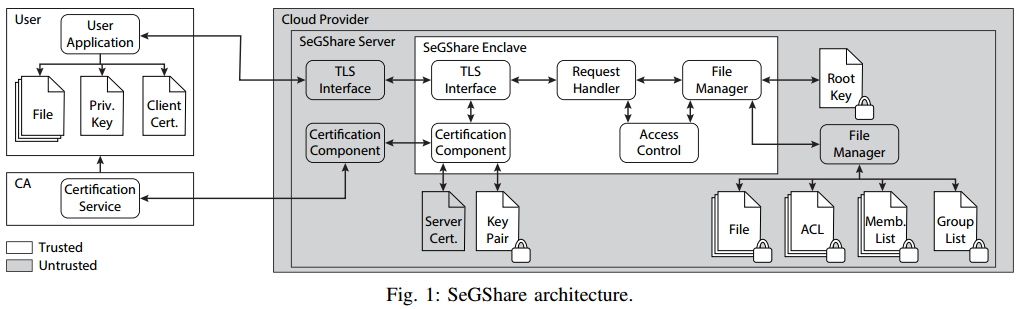 User
User
Application
File
Priv.
Key
Client
Cert.
CA
Certification
Service
Trusted
Untrusted
Cloud Provider
SeGShare Server
TLS
Interface
Certification
Component
SeGShare Enclave
TLS
Interface
Request
Handler
File
Manager
Certification
Component
Access
Control
Root
Key
File
Manager
Server
Cert.
Key
Pair
File
ACL
Memb.
List
Group
List
Fig. 1: SeGShare architecture.